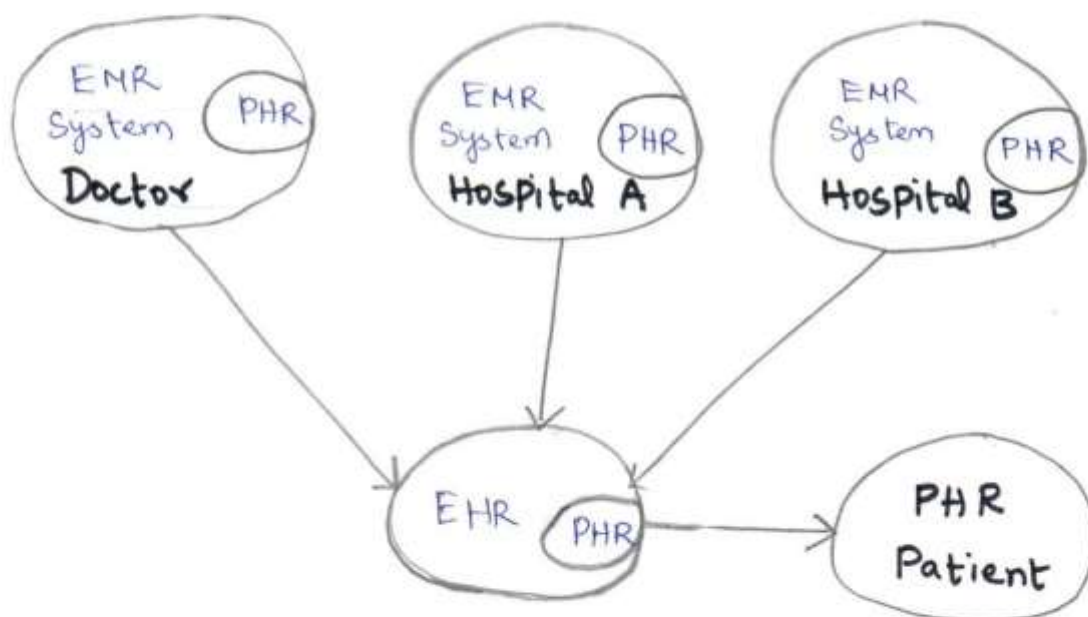 EMR
System
PHR
Doctor
EMR
System
PHR
Hospital A
EMR
System
PHR
Hospital B
EHR
PHR
PHR
Patient